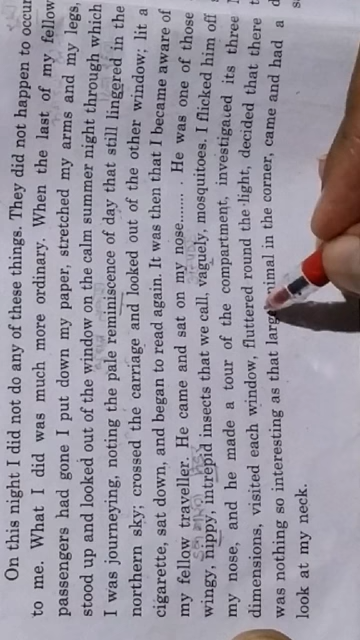 On this night I did not do any of these things. They did not happen to occur
to me. What I did was much more ordinary. When the last of my fellow
passengers had gone I put down my paper, stretched my arms and my legs,
stood up and looked out of the window on the calm summer night through which
I was journeying, noting the pale reminiscence of day that still lingered in the
northern sky; crossed the carriage and looked out of the other window; lit a
cigarette, sat down, and began to read again. It was then that I became aware of
my fellow traveller. He came and sat on my nose........ He was one of those
wingy, nippy, intrepid insects that we call, vaguely, mosquitoes. I flicked him off
my nose, and he made a tour of the compartment, investigated its three
dimensions, visited each window, fluttered round the light, decided that there
was nothing so interesting as that large animal in the corner, came and had a
look at my neck.